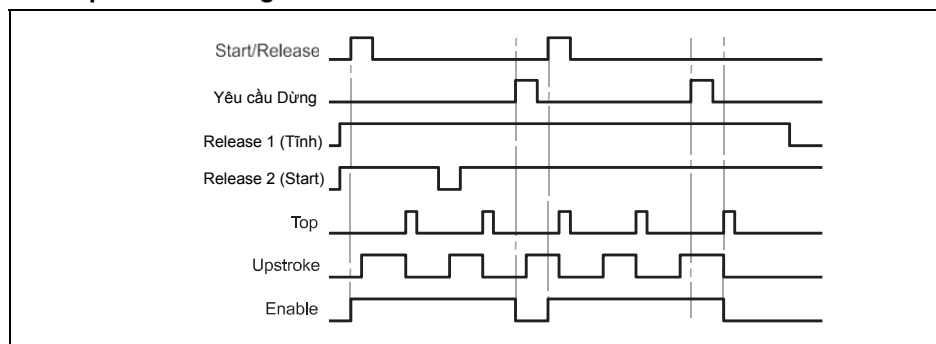 Start/Release
Yêu cầu Dừng
Release 1 (Tĩnh)
Release 2 (Start)
Top
Upstroke
Enable